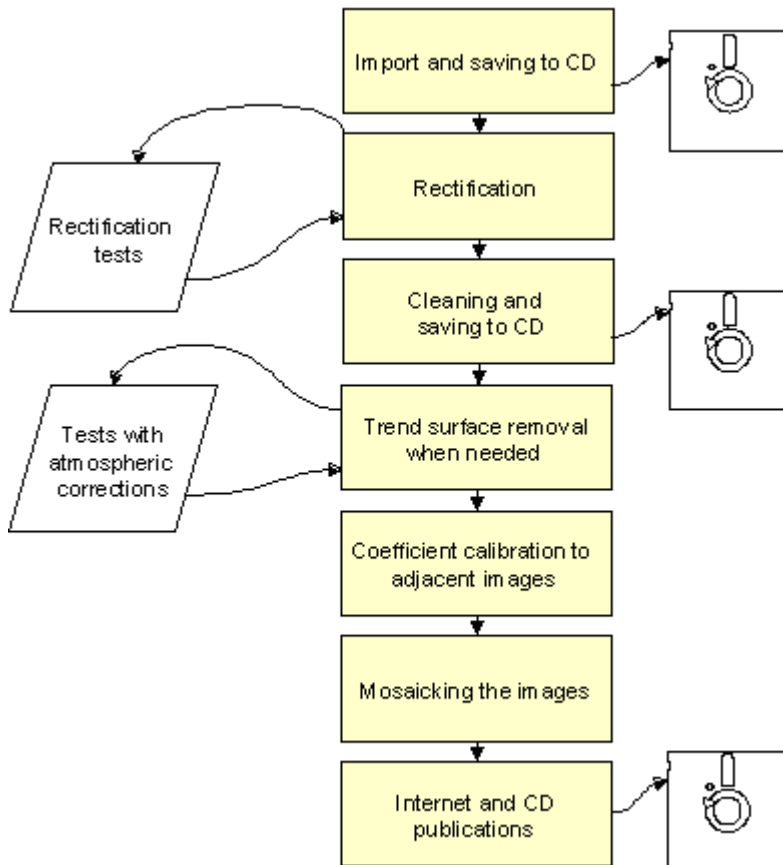 Import and saving to CD
Rectification
Rectification
tests
Cleaning and
saving to CD
Trend surface removal
when needed
Tests with
atmospheric
corrections
Coefficient calibration to
adjacent images
Mosaicking the images
Internet and CD
publications